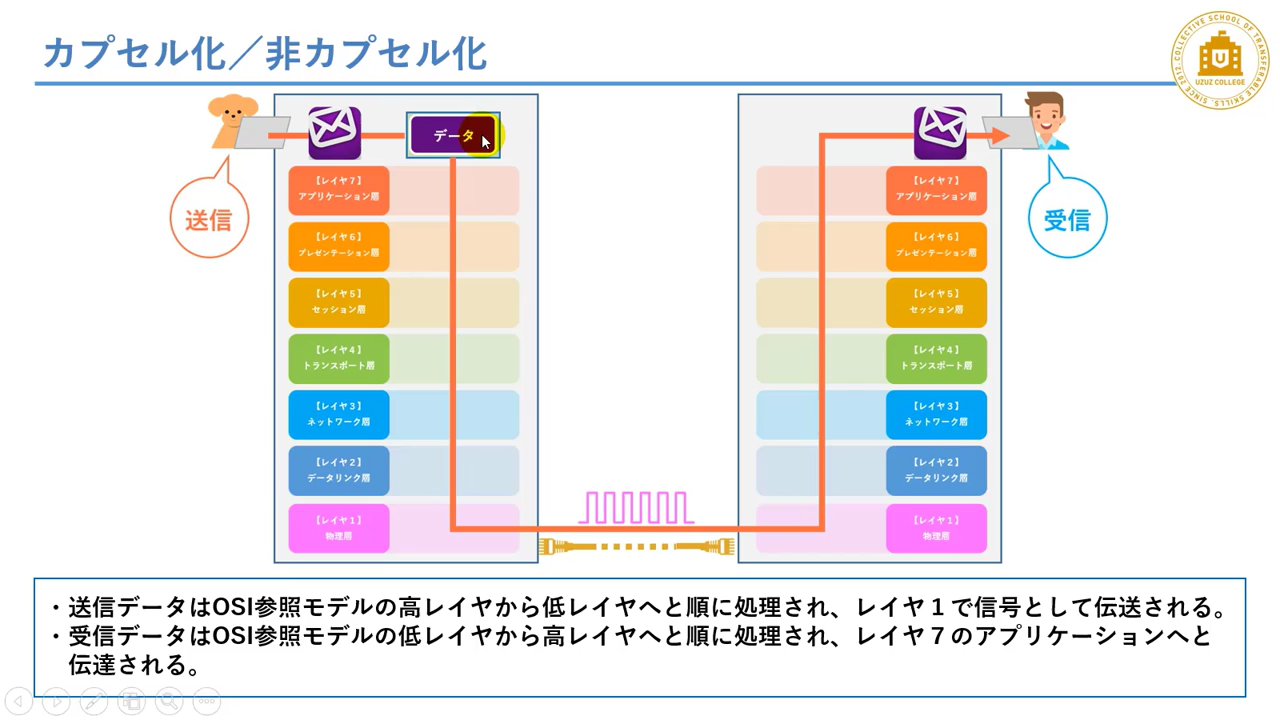 カプセル化／非カプセル化
COLLECTIVE SCHOOL OF TRANSFERABLE SKILLS, SINCE 2012.
U
UZUZ COLLEGE
データ
送信
受信
【レイヤ７】
アプリケーション層
【レイヤ６】
プレゼンテーション層
【レイヤ５】
セッション層
【レイヤ４】
トランスポート層
【レイヤ３】
ネットワーク層
【レイヤ２】
データリンク層
【レイヤ１】
物理層
【レイヤ７】
アプリケーション層
【レイヤ６】
プレゼンテーション層
【レイヤ５】
セッション層
【レイヤ４】
トランスポート層
【レイヤ３】
ネットワーク層
【レイヤ２】
データリンク層
【レイヤ１】
物理層
・送信データはOSI参照モデルの高レイヤから低レイヤへと順に処理され、レイヤ１で信号として伝送される。
・受信データはOSI参照モデルの低レイヤから高レイヤへと順に処理され、レイヤ７のアプリケーションへと
伝達される。